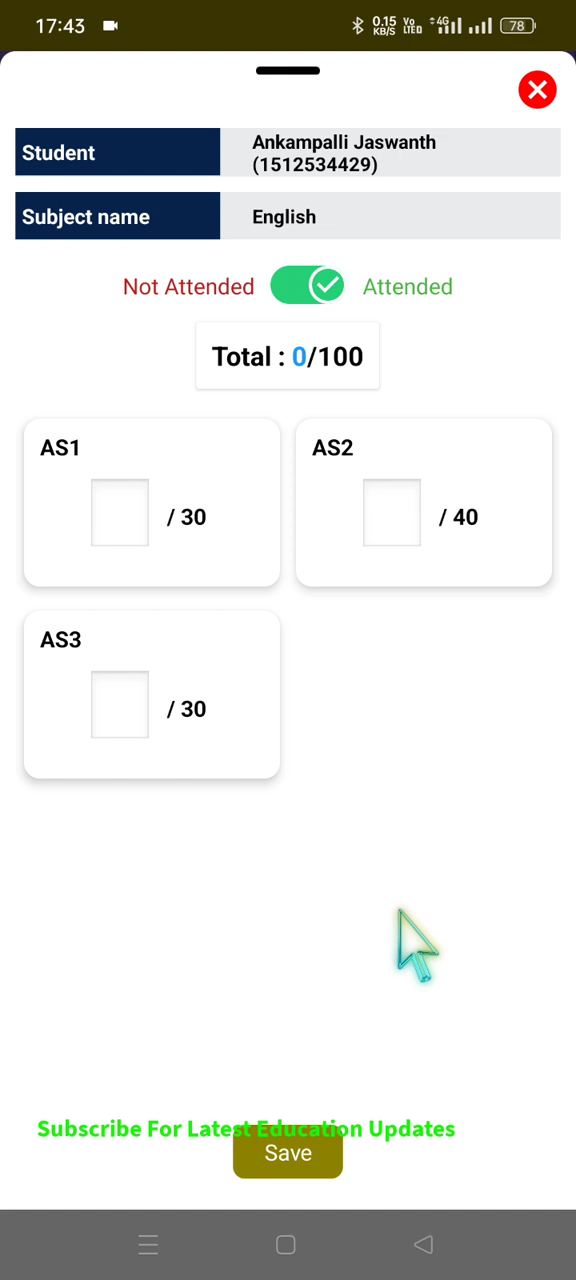 17:43 0.15 KB/S Vo LTED 4G 78
Student
Ankampalli Jaswanth
(1512534429)
Subject name
English
Not Attended
Attended
Total : 0/100
AS1
/ 30
AS2
/ 40
AS3
/ 30
Subscribe For Latest Education Updates
Save